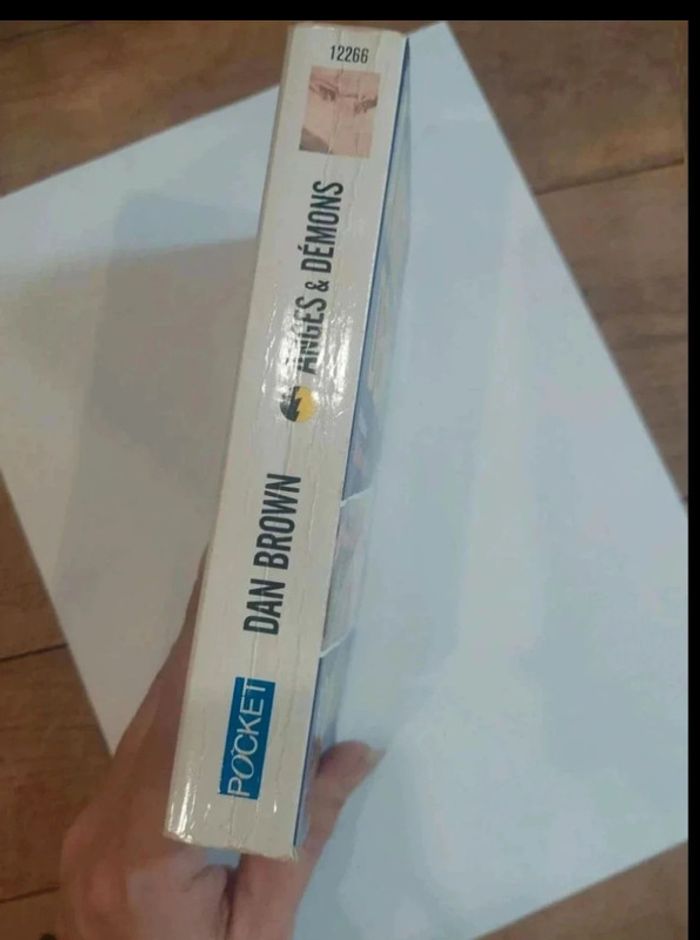 12266
ANGES & DÉMONS
DAN BROWN
POCKET